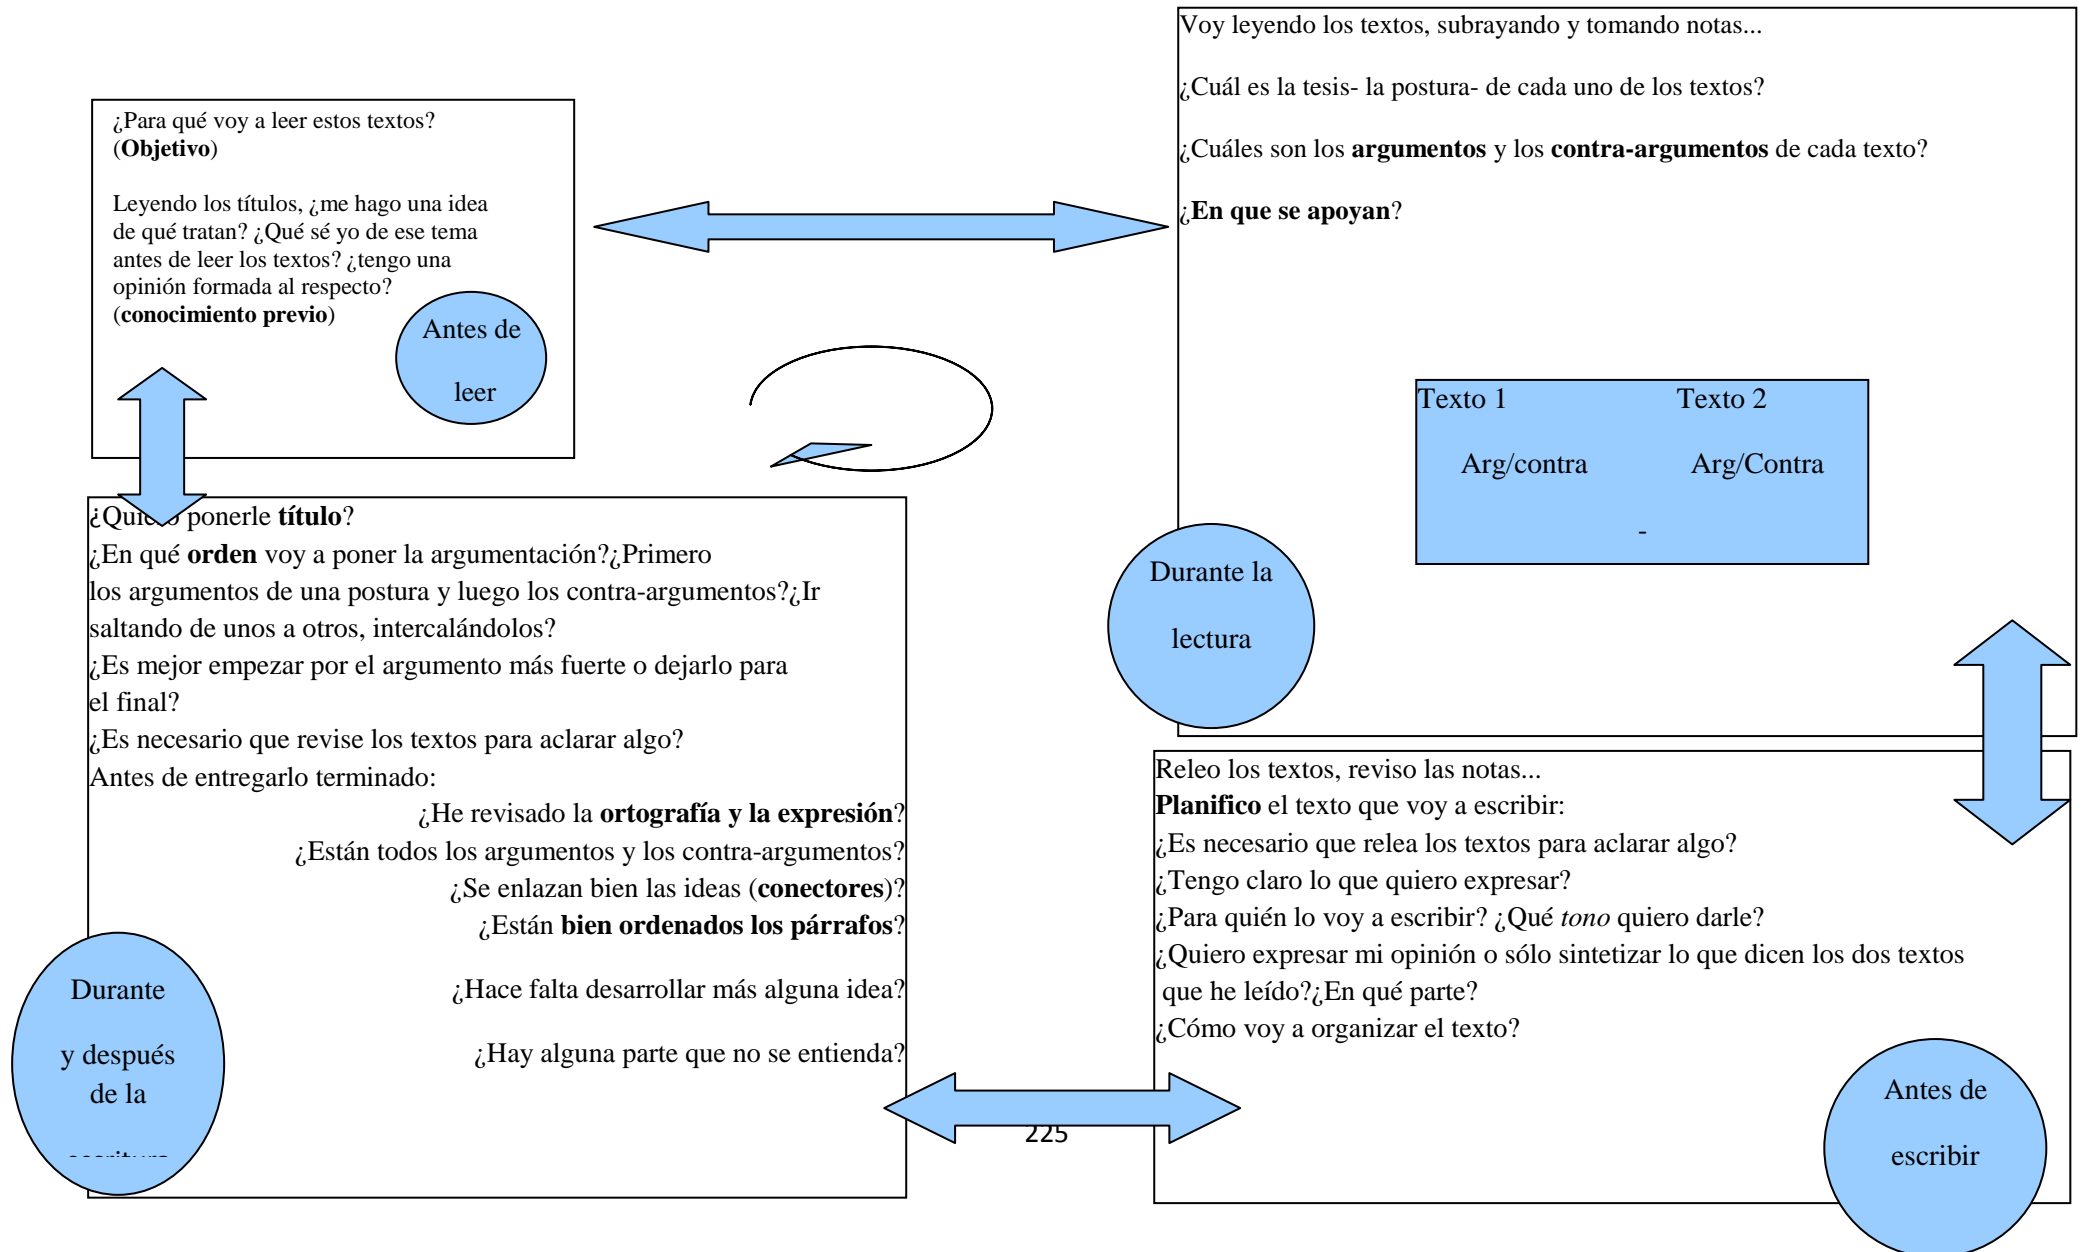 ¿Para qué voy a leer estos textos?
(Objetivo)
Leyendo los títulos, ¿me hago una idea
de qué tratan? ¿Qué sé yo de ese tema
antes de leer los textos? ¿tengo una
opinión formada al respecto?
(conocimiento previo)
Antes de
leer
Voy leyendo los textos, subrayando y tomando notas...
¿Cuál es la tesis- la postura- de cada uno de los textos?
¿Cuáles son los argumentos y los contra-argumentos de cada texto?
¿En que se apoyan?
Texto 1 Texto 2
Arg/contra Arg/Contra
-
Durante la
lectura
Releo los textos, reviso las notas...
Planifico el texto que voy a escribir:
¿Es necesario que relea los textos para aclarar algo?
¿Tengo claro lo que quiero expresar?
¿Para quién lo voy a escribir? ¿Qué tono quiero darle?
¿Quiero expresar mi opinión o sólo sintetizar lo que dicen los dos textos
que he leído?¿En qué parte?
¿Cómo voy a organizar el texto?
Antes de
escribir
¿Quiero ponerle título?
¿En qué orden voy a poner la argumentación?¿Primero
los argumentos de una postura y luego los contra-argumentos?¿Ir
saltando de unos a otros, intercalándolos?
¿Es mejor empezar por el argumento más fuerte o dejarlo para
el final?
¿Es necesario que revise los textos para aclarar algo?
Antes de entregarlo terminado:
¿He revisado la ortografía y la expresión?
¿Están todos los argumentos y los contra-argumentos?
¿Se enlazan bien las ideas (conectores)?
¿Están bien ordenados los párrafos?
¿Hace falta desarrollar más alguna idea?
¿Hay alguna parte que no se entienda?
Durante
y después
de la
225